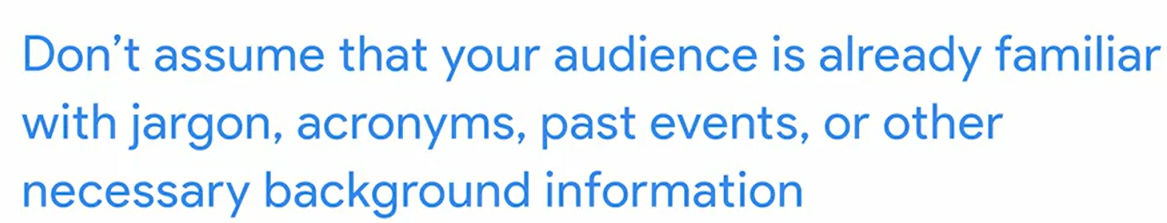 Don’t assume that your audience is already familiar
with jargon, acronyms, past events, or other
necessary background information